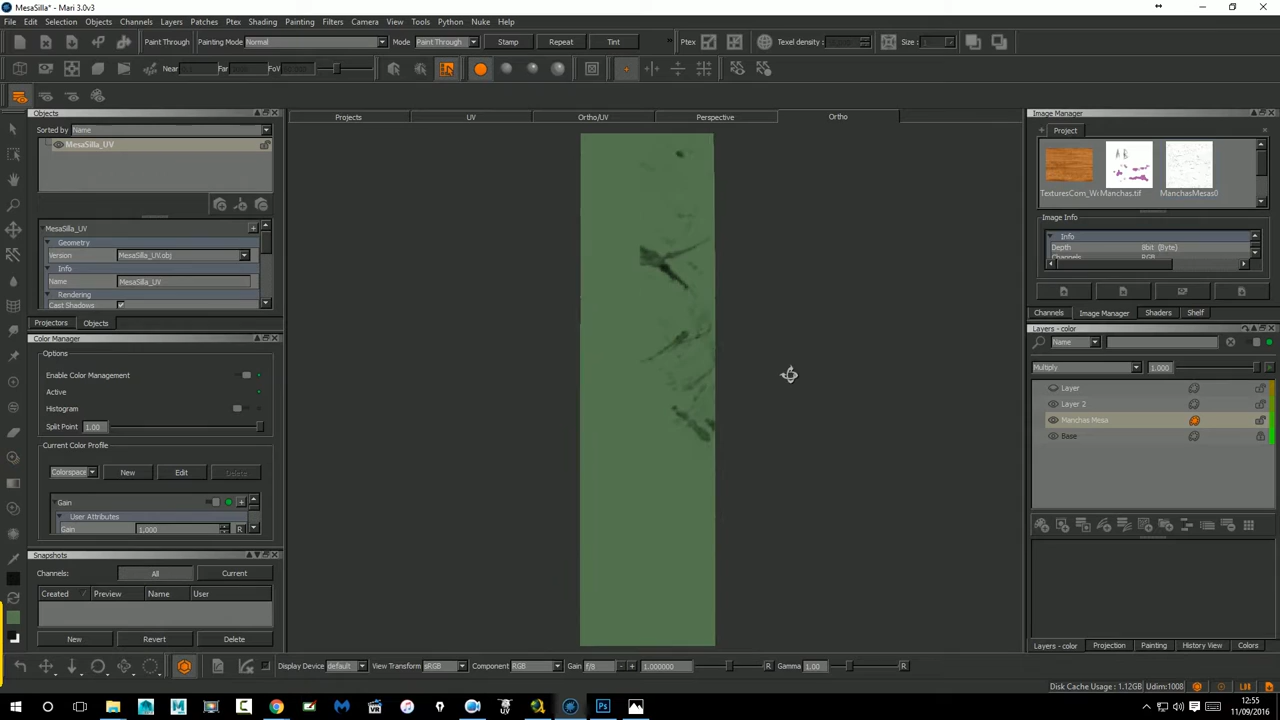 MesaSilla* - Mari 3.0v3
File Edit Selection Objects Channels Layers Patches Ptex Shading Painting Filters Camera View Tools Python Nuke Help
Paint Through Painting Mode Normal Mode Paint Through Stamp Repeat Tint Ptex Texel density: Size:
Near Far FoV
Objects
Sorted by Name
MesaSilla_UV
MesaSilla_UV
Geometry
Version MesaSilla_UV.obj
Info
Name MesaSilla_UV
Rendering
Cast Shadows
Projectors Objects
Color Manager
Options
Enable Color Management
Active
Histogram
Split Point 1.00
Current Color Profile
Colorspace New Edit Delete
Gain
User Attributes
Gain 1.000 R
Snapshots
Channels: All Current
Created Preview Name User
New Revert Delete
Projects UV Ortho/UV Perspective Ortho
Image Manager
Project
TexturesCom_Wo Manchas.tif ManchasMesas0
Image Info
Info
Depth 8bit (Byte)
Channels RGB
Channels Image Manager Shaders Shelf
Layers - color
Name
Multiply 1.000
Layer
Layer 2
Manchas Mesa
Base
Layers - color Projection Painting History View Colors
Display Device default View Transform sRGB Component RGB Gain f/8 - + 1.000000 R Gamma 1.00 R
Disk Cache Usage : 1.12GB Udim:1008
12:55
11/09/2016